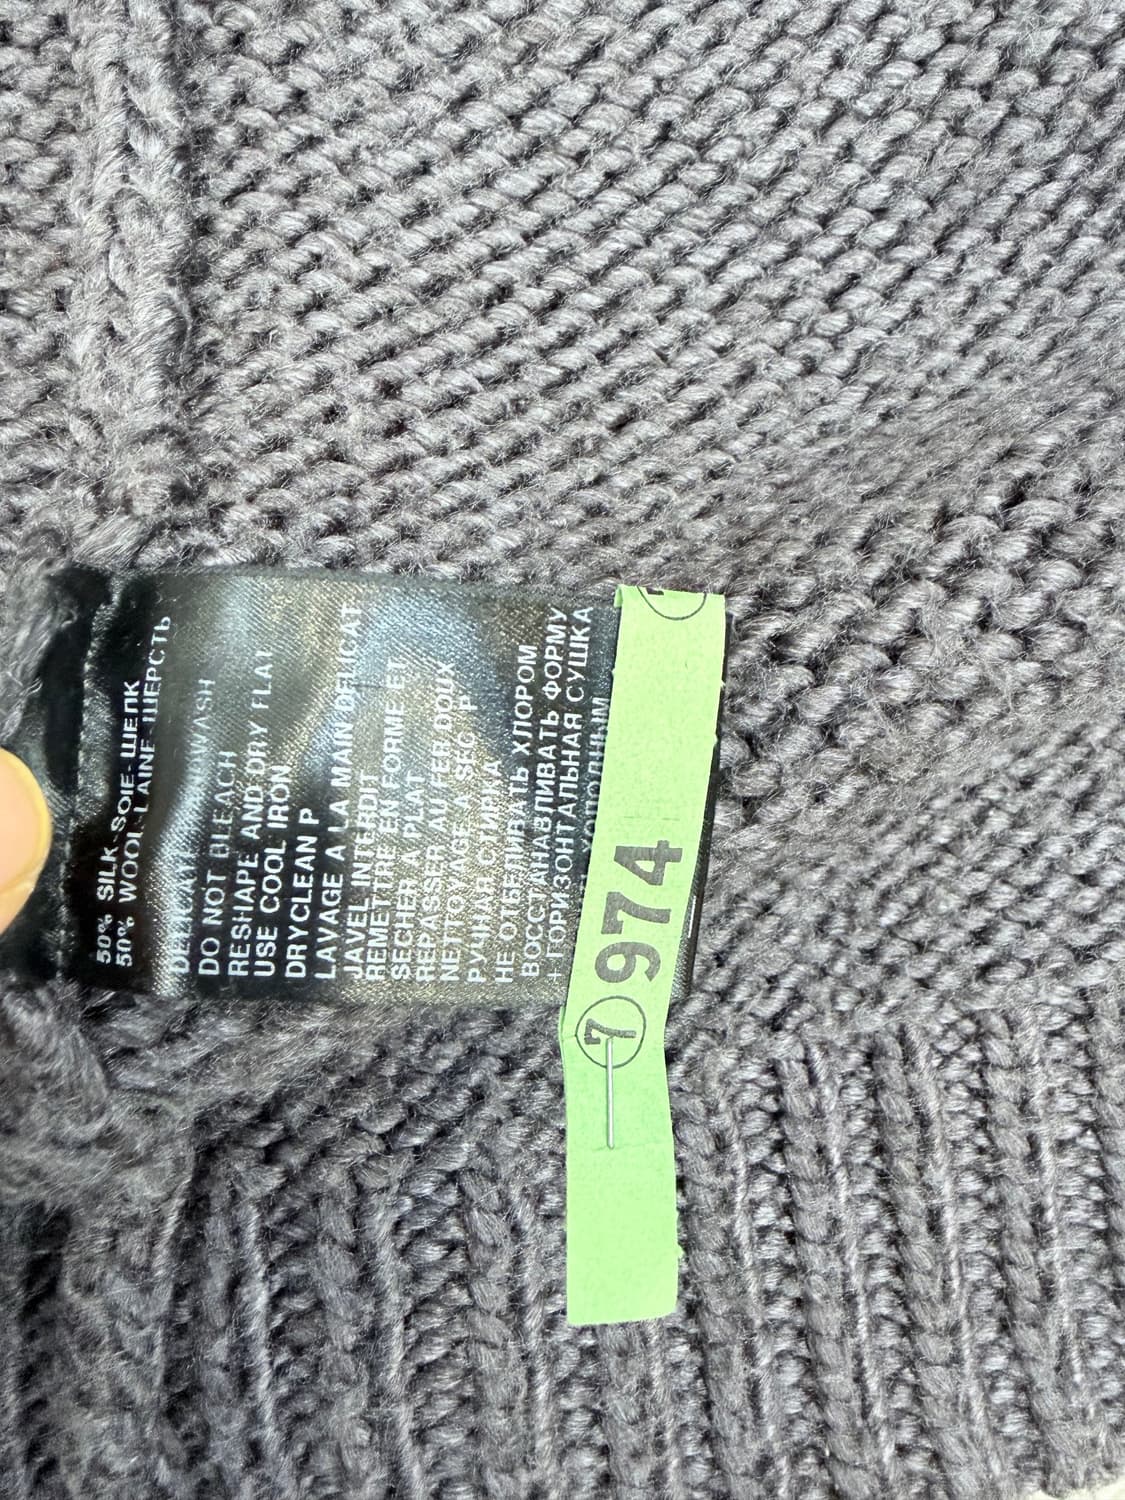 50% SILK-SOIE-ШЕЛК
50% WOOL-LAINE-ШЕРСТЬ
DELICATE HANDWASH
DO NOT BLEACH
RESHAPE AND DRY FLAT
USE COOL IRON
DRYCLEAN P
LAVAGE A LA MAIN DELICAT
JAVEL INTERDIT
REMETTRE EN FORME ET
SECHER A PLAT
REPASSER AU FER DOUX
NETTOYAGE A SEC P
РУЧНАЯ СТИРКА
НЕ ОТБЕЛИВАТЬ ХЛОРОМ
ВОССТАНАВЛИВАТЬ ФОРМУ
+ ГОРИЗОНТАЛЬНАЯ СУШКА
7 974